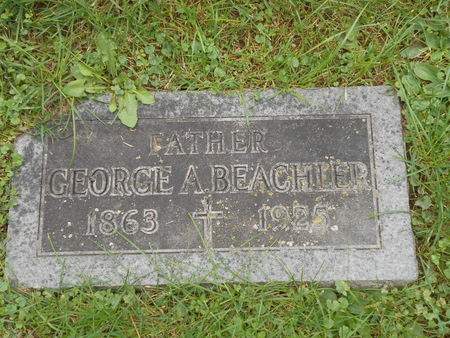 FATHER
GEORGE A. BEACHLER
1863 † 1925